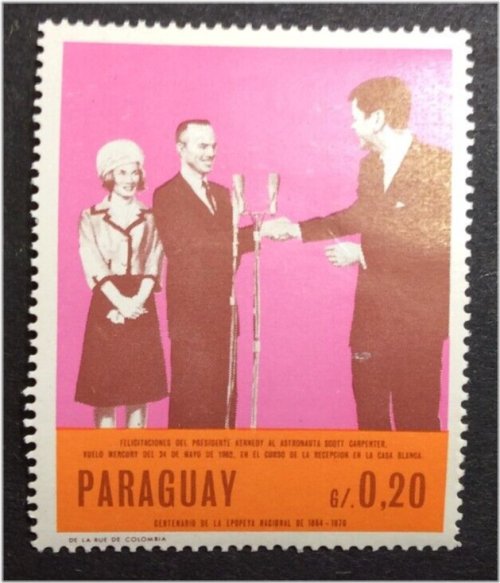 FELICITACIONES DEL PRESIDENTE KENNEDY AL ASTRONAUTA SCOTT CARPENTER,
VUELO MERCURY DEL 24 DE MAYO DE 1962, EN EL CURSO DE LA RECEPCION EN LA CASA BLANCA.
PARAGUAY G/.0,20
CENTENARIO DE LA EPOPEYA NACIONAL DE 1864-1870
DE LA RUE DE COLOMBIA